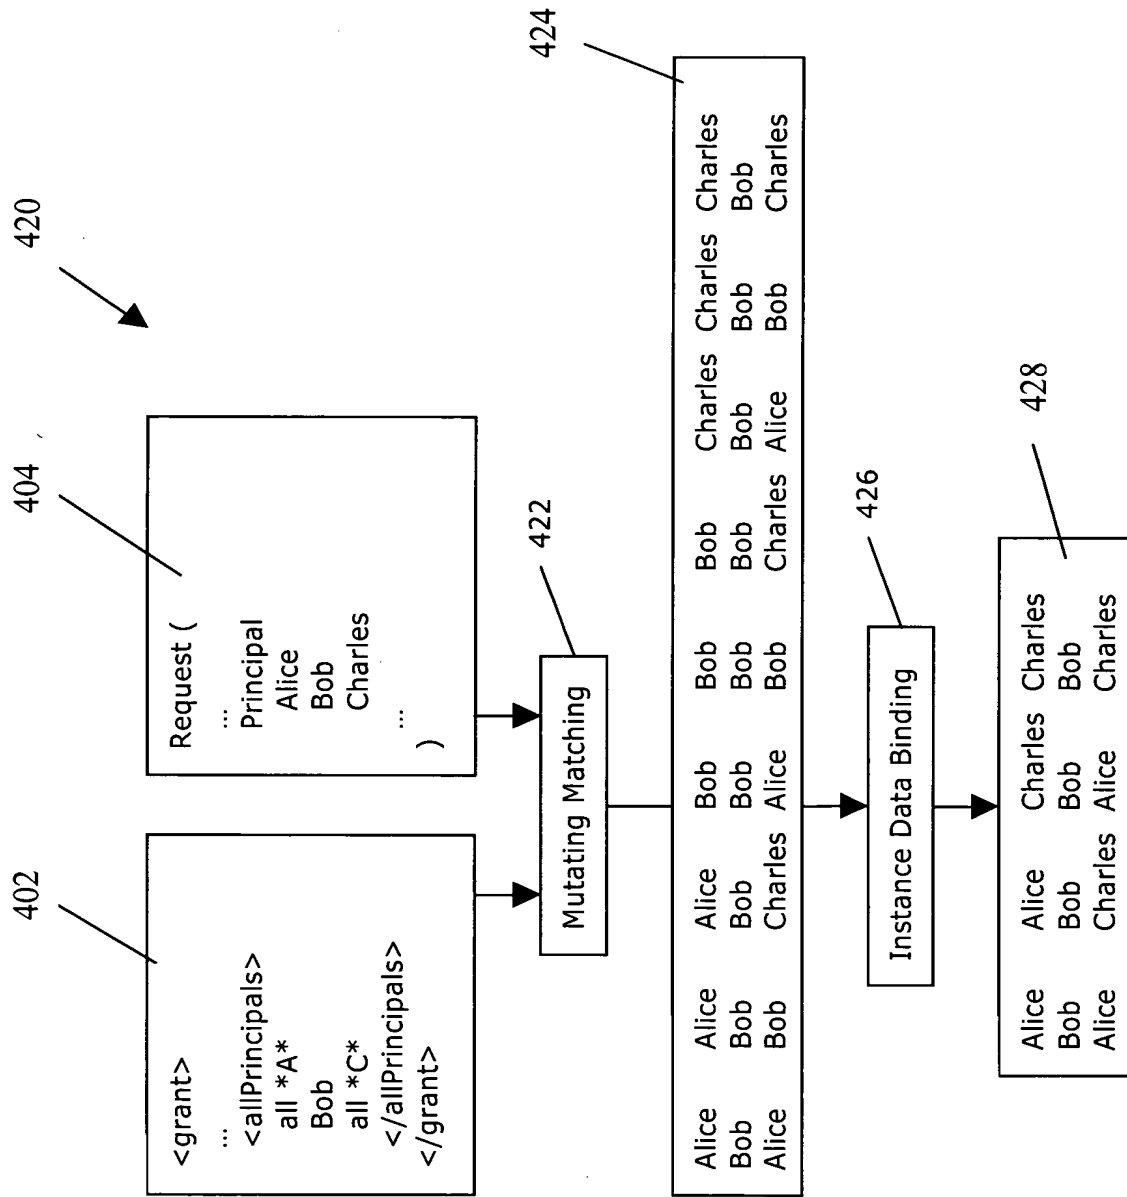 420
402
<grant>
...
<allPrincipals>
all *A*
Bob
all *C*
</allPrincipals>
</grant>
404
Request (
...
Principal
Alice
Bob
Charles
...
)
Mutating Matching
422
424
Alice Alice Alice Bob Bob Bob Charles Charles Charles
Bob Bob Bob Bob Bob Bob Bob Bob Bob
Alice Bob Charles Alice Bob Charles Alice Bob Charles
Instance Data Binding
426
428
Alice Alice Charles Charles
Bob Bob Bob Bob
Alice Charles Alice Charles